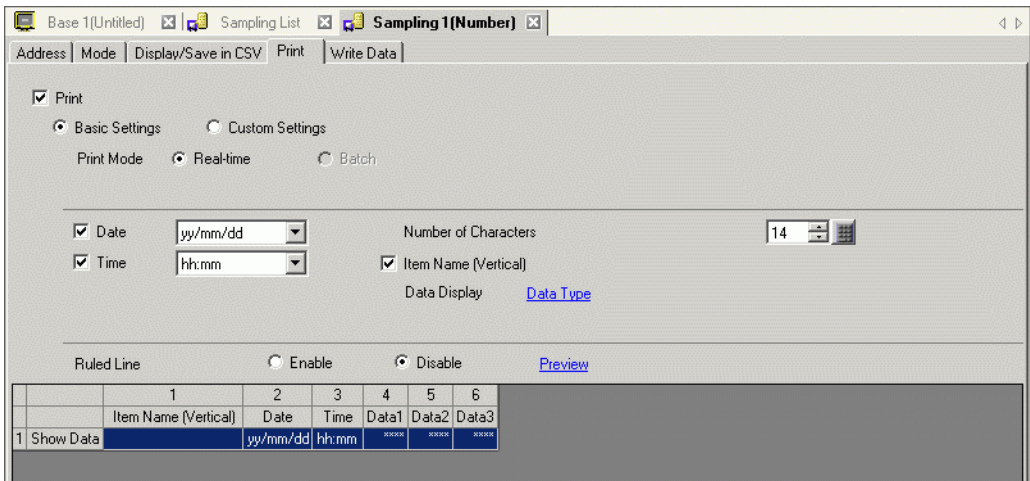 Base 1(Untitled) Sampling List Sampling 1(Number)
Address Mode Display/Save in CSV Print Write Data
Print
Basic Settings Custom Settings
Print Mode Real-time Batch
Date yy/mm/dd Number of Characters 14
Time hh:mm Item Name (Vertical)
Data Display Data Type
Ruled Line Enable Disable Preview
1 2 3 4 5 6
Item Name (Vertical) Date Time Data1 Data2 Data3
1 Show Data yy/mm/dd hh:mm **** **** ****